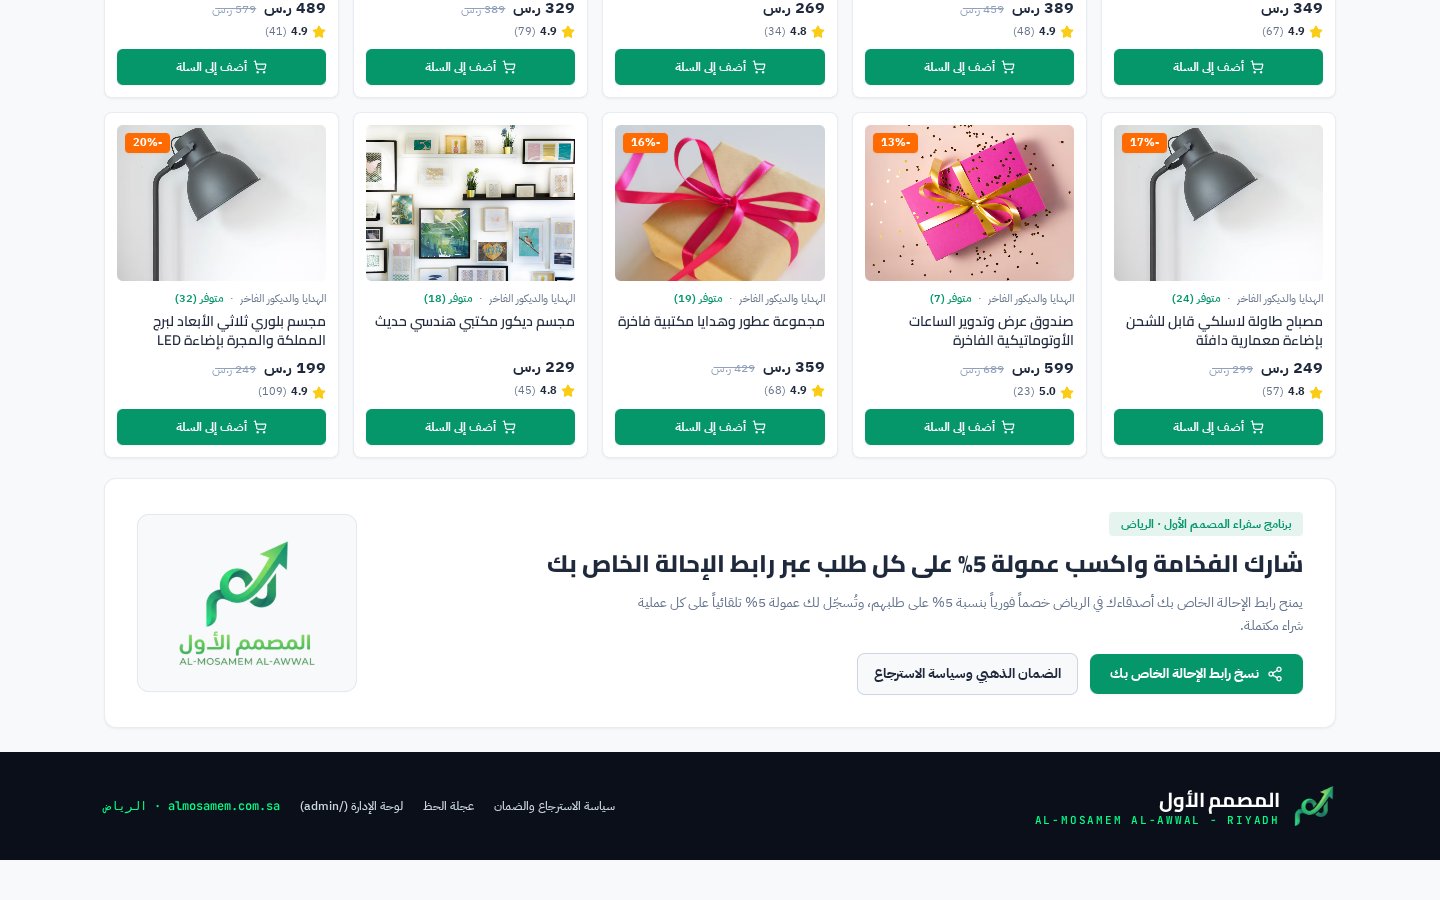 349 ر.س
4.9 (67)
أضف إلى السلة
389 ر.س 459 ر.س
4.9 (48)
أضف إلى السلة
269 ر.س
4.8 (34)
أضف إلى السلة
329 ر.س 389 ر.س
4.9 (79)
أضف إلى السلة
489 ر.س 579 ر.س
4.9 (41)
أضف إلى السلة
-17%
الهدايا والديكور الفاخر · متوفر (24)
مصباح طاولة لاسلكي قابل للشحن
بإضاءة معمارية دافئة
249 ر.س 299 ر.س
4.8 (57)
أضف إلى السلة
-13%
الهدايا والديكور الفاخر · متوفر (7)
صندوق عرض وتدوير الساعات
الأوتوماتيكية الفاخرة
599 ر.س 689 ر.س
5.0 (23)
أضف إلى السلة
-16%
الهدايا والديكور الفاخر · متوفر (19)
مجموعة عطور وهدايا مكتبية فاخرة
359 ر.س 429 ر.س
4.9 (68)
أضف إلى السلة
الهدايا والديكور الفاخر · متوفر (18)
مجسم ديكور مكتبي هندسي حديث
229 ر.س
4.8 (45)
أضف إلى السلة
-20%
الهدايا والديكور الفاخر · متوفر (32)
مجسم بلوري ثلاثي الأبعاد لبرج
المملكة والمجرة بإضاءة LED
199 ر.س 249 ر.س
4.9 (109)
أضف إلى السلة
برنامج سفراء المصمم الأول · الرياض
شارك الفخامة واكسب عمولة 5% على كل طلب عبر رابط الإحالة الخاص بك
يمنح رابط الإحالة الخاص بك أصدقاءك في الرياض خصماً فورياً بنسبة 5% على طلبهم، وتُسجّل لك عمولة 5% تلقائياً على كل عملية
شراء مكتملة.
نسخ رابط الإحالة الخاص بك
الضمان الذهبي وسياسة الاسترجاع
المصمم الأول
AL-MOSAMEM AL-AWWAL
المصمم الأول
AL-MOSAMEM AL-AWWAL - RIYADH
سياسة الاسترجاع والضمان
عجلة الحظ
لوحة الإدارة (/admin)
almosamem.com.sa · الرياض